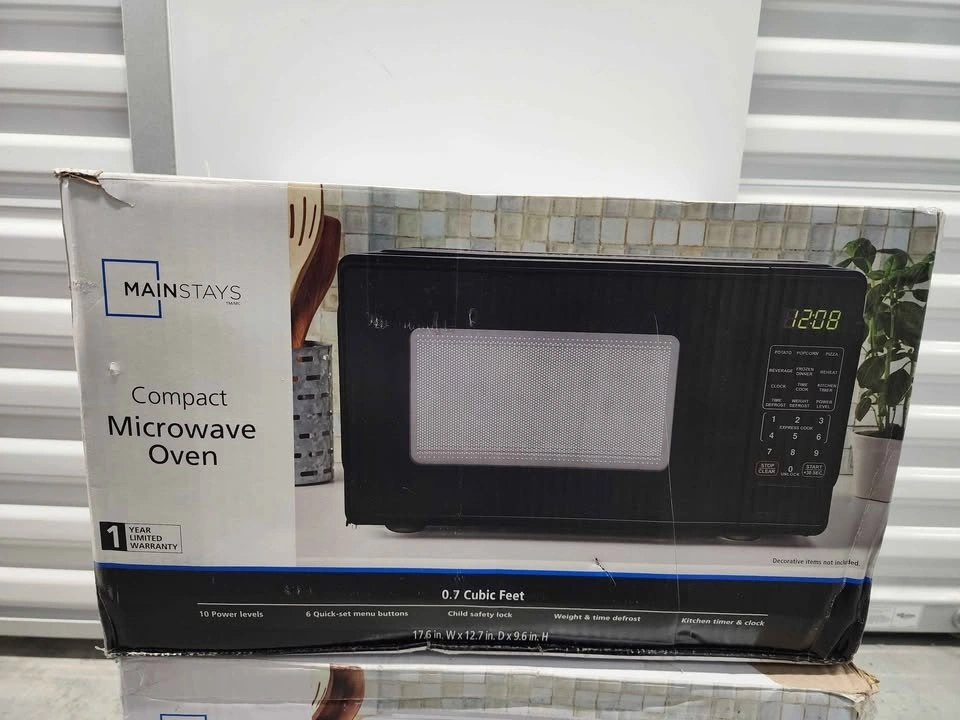 MAINSTAYS
TM/MC
Compact
Microwave
Oven
1 YEAR
LIMITED
WARRANTY
12:08
POTATO POPCORN PIZZA
BEVERAGE FROZEN DINNER REHEAT
CLOCK TIME COOK KITCHEN TIMER
TIME DEFROST WEIGHT DEFROST POWER LEVEL
1 2 3
EXPRESS COOK
4 5 6
7 8 9
STOP CLEAR 0 START +30 SEC.
UNLOCK
Decorative items not included.
0.7 Cubic Feet
10 Power levels 6 Quick-set menu buttons Child safety lock Weight & time defrost Kitchen timer & clock
17.6 in. W x 12.7 in. D x 9.6 in. H